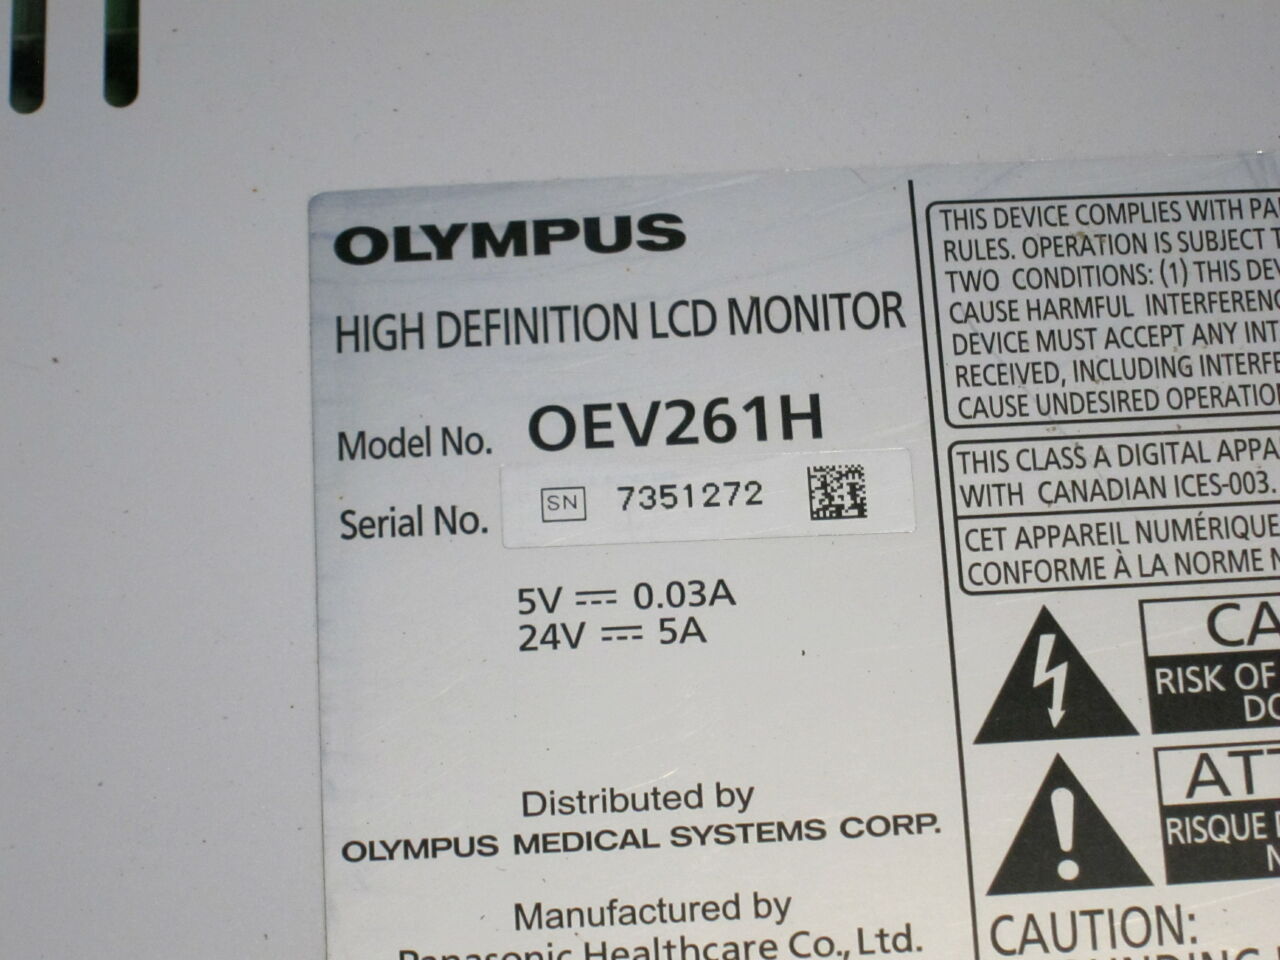 OLYMPUS
HIGH DEFINITION LCD MONITOR
Model No. OEV261H
Serial No. SN 7351272
5V ⎓ 0.03A
24V ⎓ 5A
Distributed by
OLYMPUS MEDICAL SYSTEMS CORP.
Manufactured by
Panasonic Healthcare Co., Ltd.
THIS DEVICE COMPLIES WITH
RULES. OPERATION IS SUBJECT
TWO CONDITIONS: (1) THIS
CAUSE HARMFUL
DEVICE MUST ACCEPT ANY
RECEIVED, INCLUDING
CAUSE UNDESIRED
THIS CLASS A DIGITAL
WITH CANADIAN ICES-003.
CET APPAREIL NUMÉRIQUE
CONFORME À LA NORME
RISK OF
RISQUE
CAUTION: